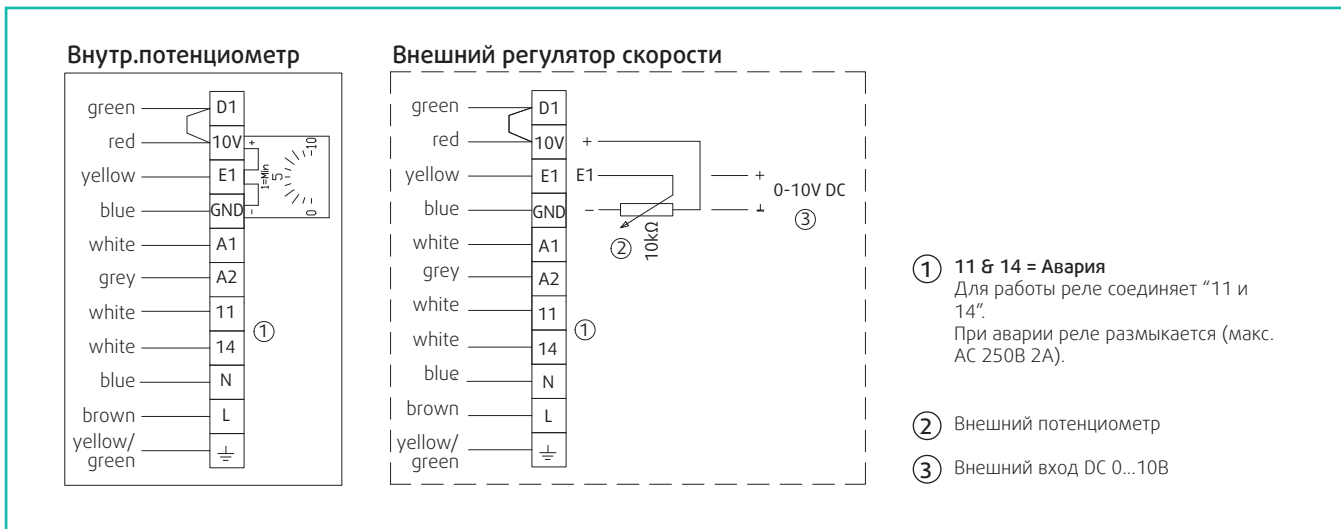 Внутр.потенциометр
green
D1
red
10V
+
yellow
E1
blue
GND
-
1=Min
0
5
10
white
A1
grey
A2
white
11
①
white
14
blue
N
brown
L
yellow/
green
Внешний регулятор скорости
green
D1
red
10V
+
yellow
E1
E1
+
0-10V DC
blue
GND
–
③
②
10kΩ
white
A1
grey
A2
white
11
①
white
14
blue
N
brown
L
yellow/
green
① 11 & 14 = Авария
Для работы реле соединяет “11 и
14”.
При аварии реле размыкается (макс.
AC 250В 2А).
② Внешний потенциометр
③ Внешний вход DC 0...10В